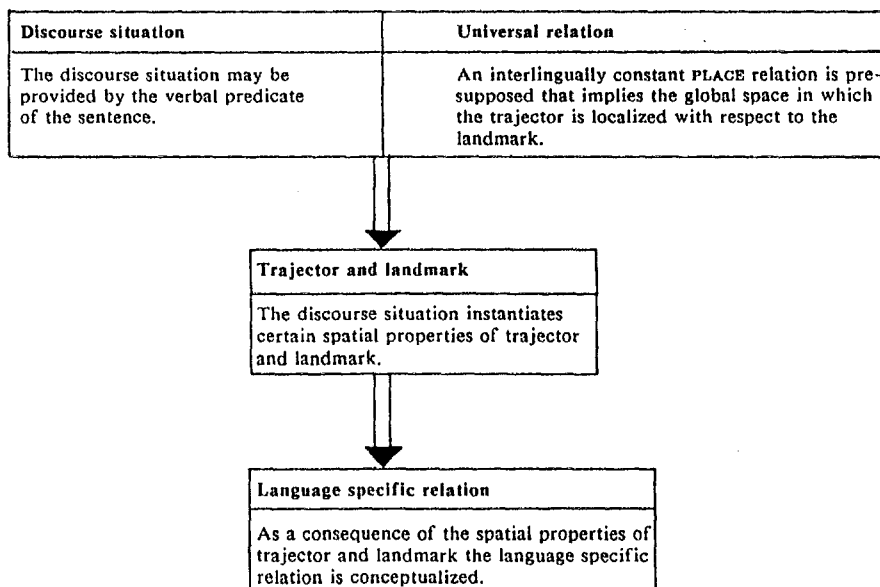 Discourse situation
The discourse situation may be
provided by the verbal predicate
of the sentence.
Universal relation
An interlingually constant PLACE relation is pre-
supposed that implies the global space in which
the trajector is localized with respect to the
landmark.
Trajector and landmark
The discourse situation instantiates
certain spatial properties of trajector
and landmark.
Language specific relation
As a consequence of the spatial properties of
trajector and landmark the language specific
relation is conceptualized.